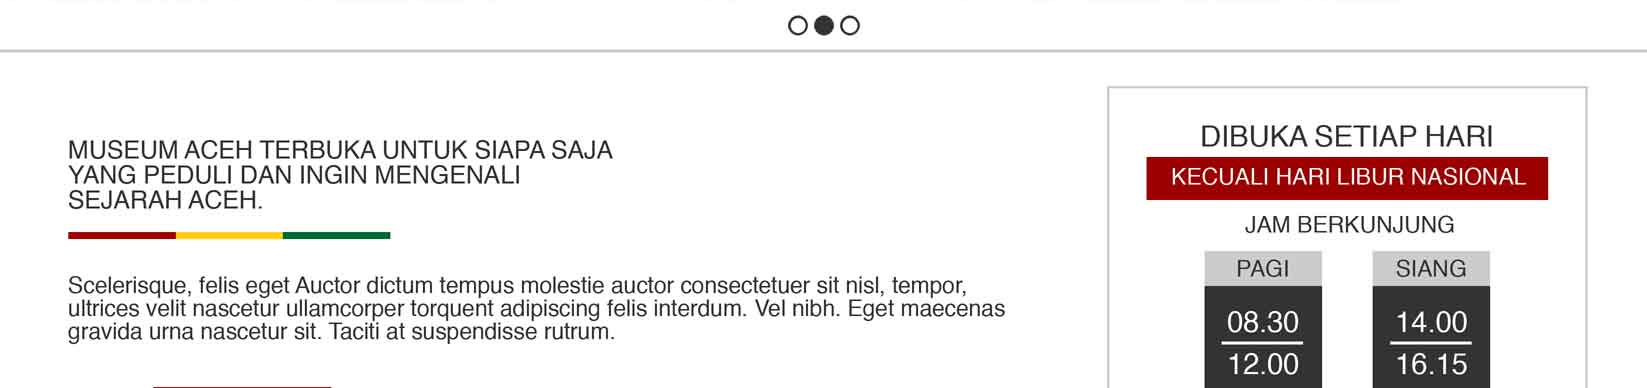 MUSEUM ACEH TERBUKA UNTUK SIAPA SAJA
YANG PEDULI DAN INGIN MENGENALI
SEJARAH ACEH.
Scelerisque, felis eget Auctor dictum tempus molestie auctor consectetuer sit nisl, tempor,
ultrices velit nascetur ullamcorper torquent adipiscing felis interdum. Vel nibh. Eget maecenas
gravida urna nascetur sit. Taciti at suspendisse rutrum.
DIBUKA SETIAP HARI
KECUALI HARI LIBUR NASIONAL
JAM BERKUNJUNG
PAGI
08.30
12.00
SIANG
14.00
16.15